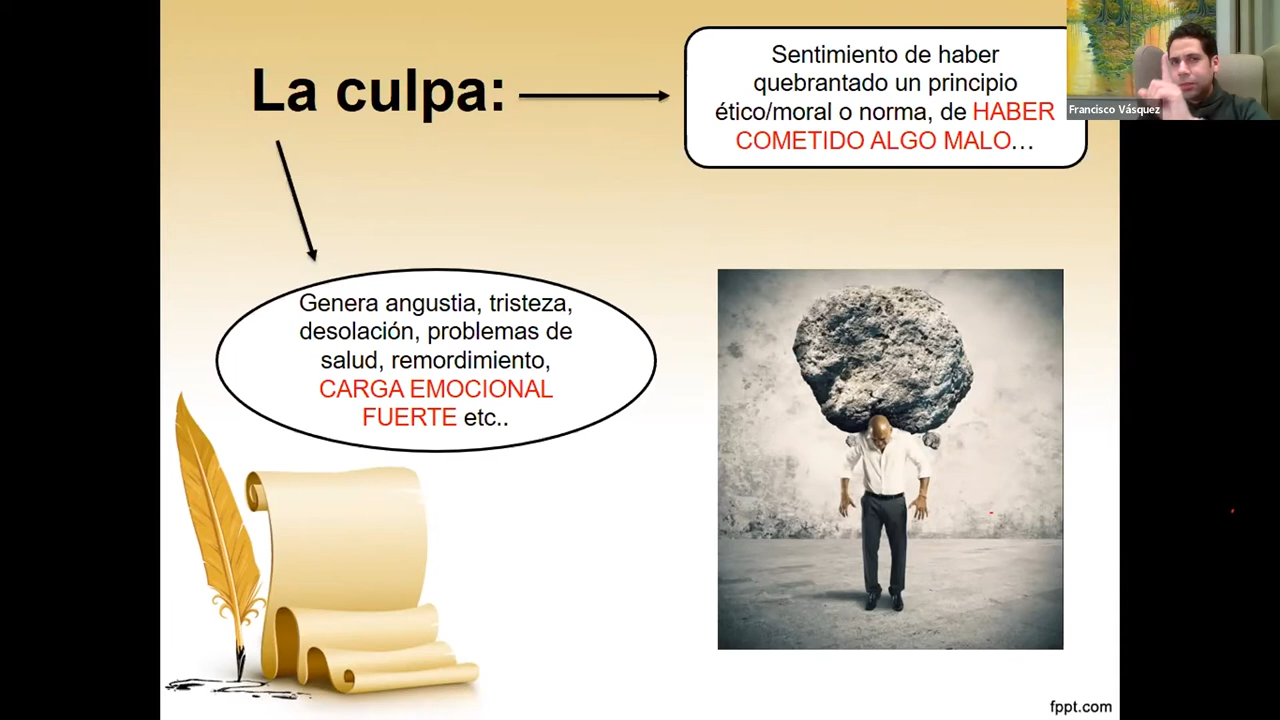 La culpa:
Sentimiento de haber
quebrantado un principio
ético/moral o norma, de HABER
COMETIDO ALGO MALO…
Francisco Vásquez
Genera angustia, tristeza,
desolación, problemas de
salud, remordimiento,
CARGA EMOCIONAL
FUERTE etc..
fppt.com